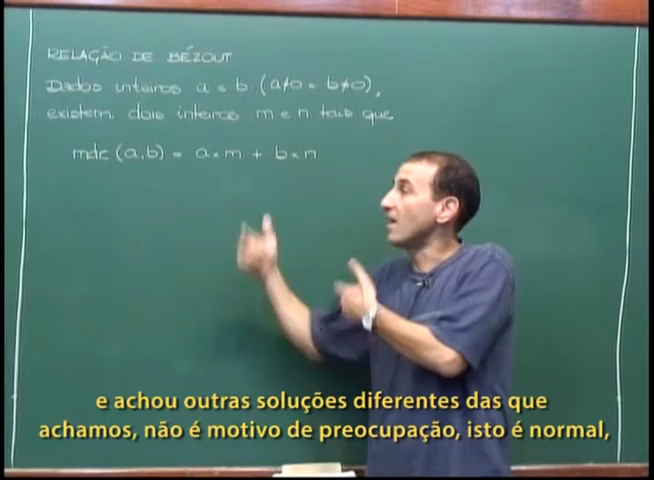 RELAÇÃO DE BÉZOUT
Dados inteiros a e b (a≠0 e b≠0),
existem dois inteiros m e n tais que
mdc (a,b) = a×m + b×n
e achou outras soluções diferentes das que
achamos, não é motivo de preocupação, isto é normal,